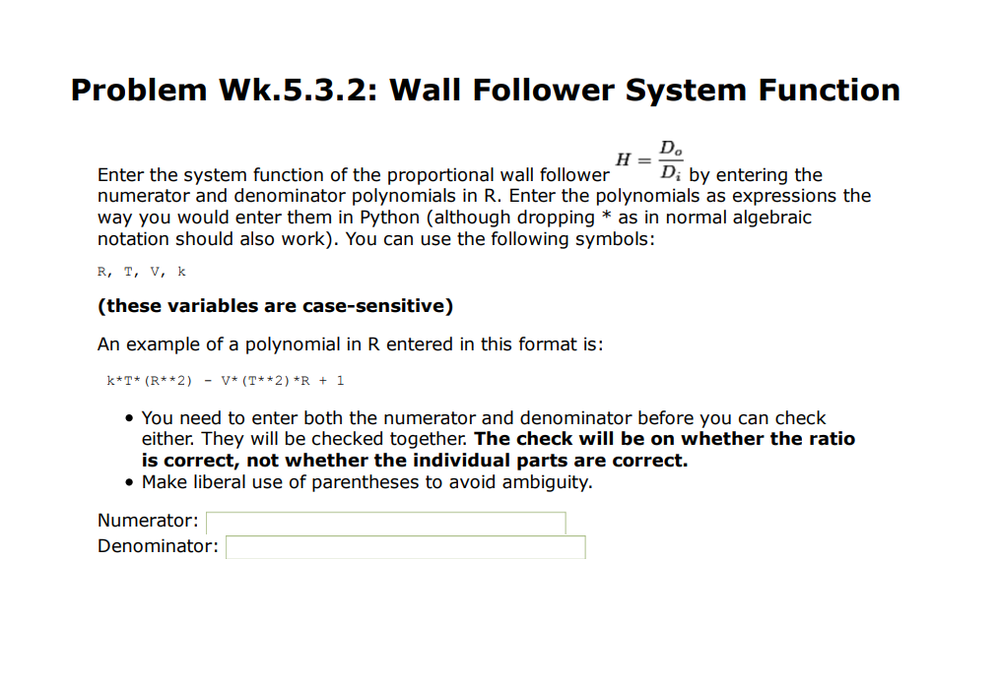 Problem Wk.5.3.2: Wall Follower System Function
Enter the system function of the proportional wall follower H = D_o / D_i by entering the
numerator and denominator polynomials in R. Enter the polynomials as expressions the
way you would enter them in Python (although dropping * as in normal algebraic
notation should also work). You can use the following symbols:
R, T, V, k
(these variables are case-sensitive)
An example of a polynomial in R entered in this format is:
k*T*(R**2) - V*(T**2)*R + 1
• You need to enter both the numerator and denominator before you can check
either. They will be checked together. The check will be on whether the ratio
is correct, not whether the individual parts are correct.
• Make liberal use of parentheses to avoid ambiguity.
Numerator:
Denominator: